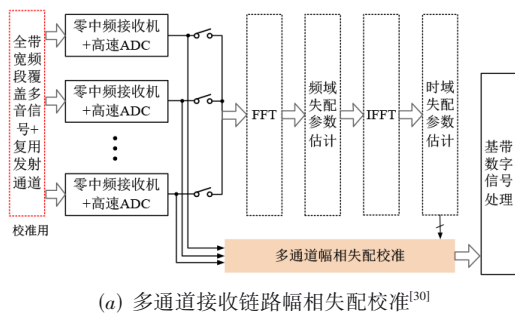 全带
宽频
段覆
盖多
音信
号+
复用
发射
通道
校准用
零中频接收机
+高速ADC
零中频接收机
+高速ADC
零中频接收机
+高速ADC
FFT
频域
失配
参数
估计
IFFT
时域
失配
参数
估计
多通道幅相失配校准
基带
数字
信号
处理
(a) 多通道接收链路幅相失配校准[30]